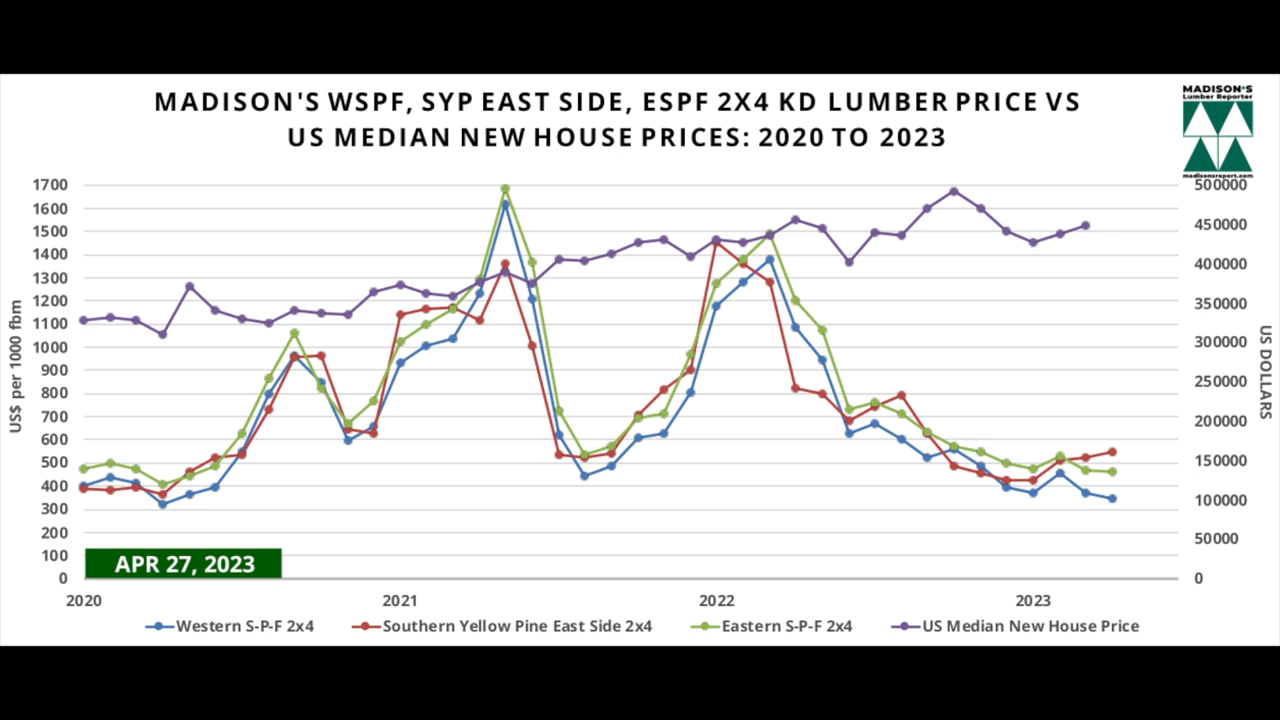 MADISON'S WSPF, SYP EAST SIDE, ESPF 2X4 KD LUMBER PRICE VS
US MEDIAN NEW HOUSE PRICES: 2020 TO 2023
MADISON'S
Lumber Reporter
madisonsreport.com
1700
1600
1500
1400
1300
1200
1100
1000
900
800
700
600
500
400
300
200
100
0
US$ per 1000 fbm
500000
450000
400000
350000
300000
250000
200000
150000
100000
50000
0
US DOLLARS
APR 27, 2023
2020 2021 2022 2023
Western S-P-F 2x4 Southern Yellow Pine East Side 2x4 Eastern S-P-F 2x4 US Median New House Price